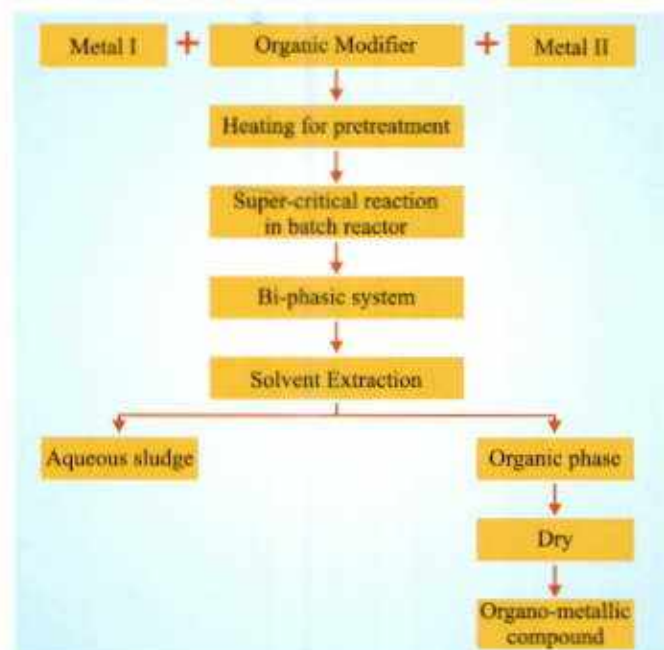 Metal I + Organic Modifier + Metal II
Heating for pretreatment
Super-critical reaction
in batch reactor
Bi-phasic system
Solvent Extraction
Aqueous sludge
Organic phase
Dry
Organo-metallic
compound